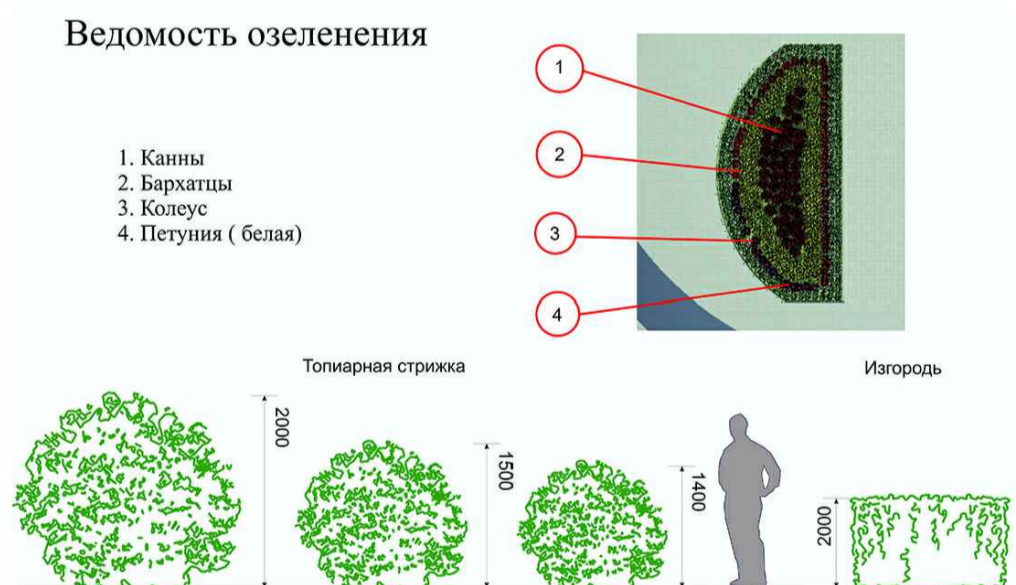 Ведомость озеленения
1. Канны
2. Бархатцы
3. Колеус
4. Петуния ( белая)
1
2
3
4
Топиарная стрижка
Изгородь
2000
1500
1400
2000